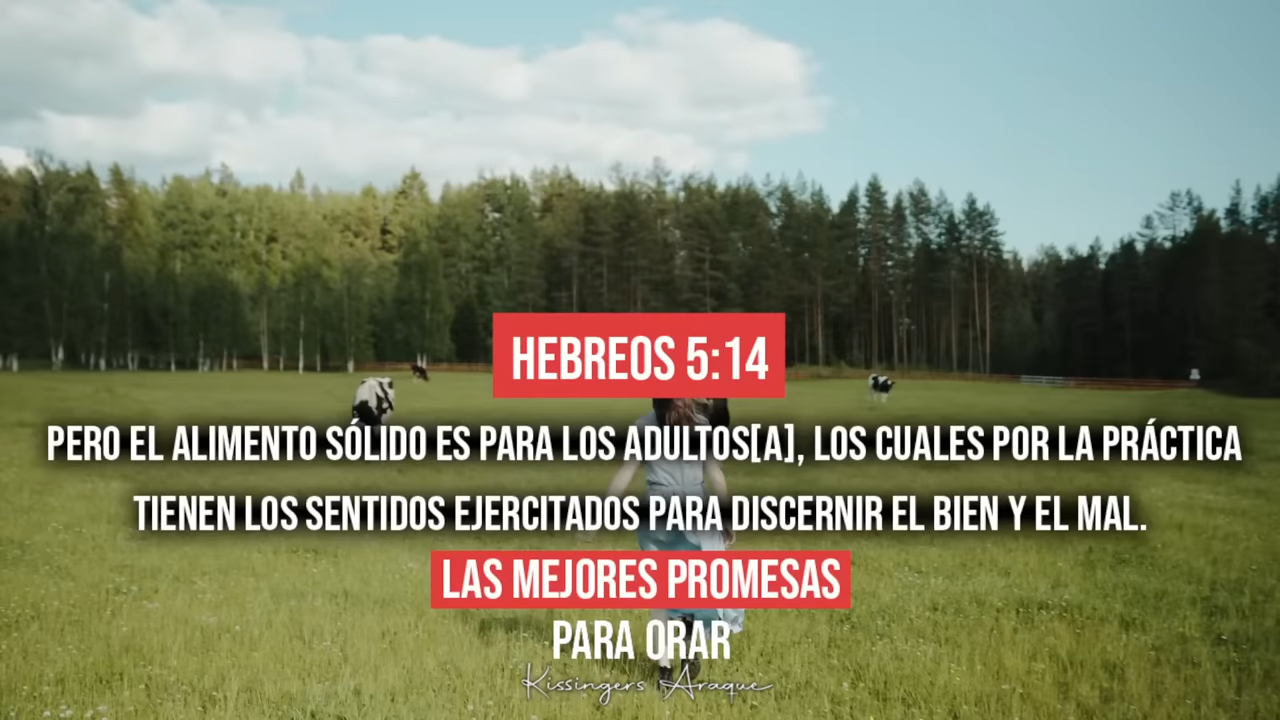 HEBREOS 5:14
PERO EL ALIMENTO SÓLIDO ES PARA LOS ADULTOS[A], LOS CUALES POR LA PRÁCTICA
TIENEN LOS SENTIDOS EJERCITADOS PARA DISCERNIR EL BIEN Y EL MAL.
LAS MEJORES PROMESAS
PARA ORAR
Kissingers Araque